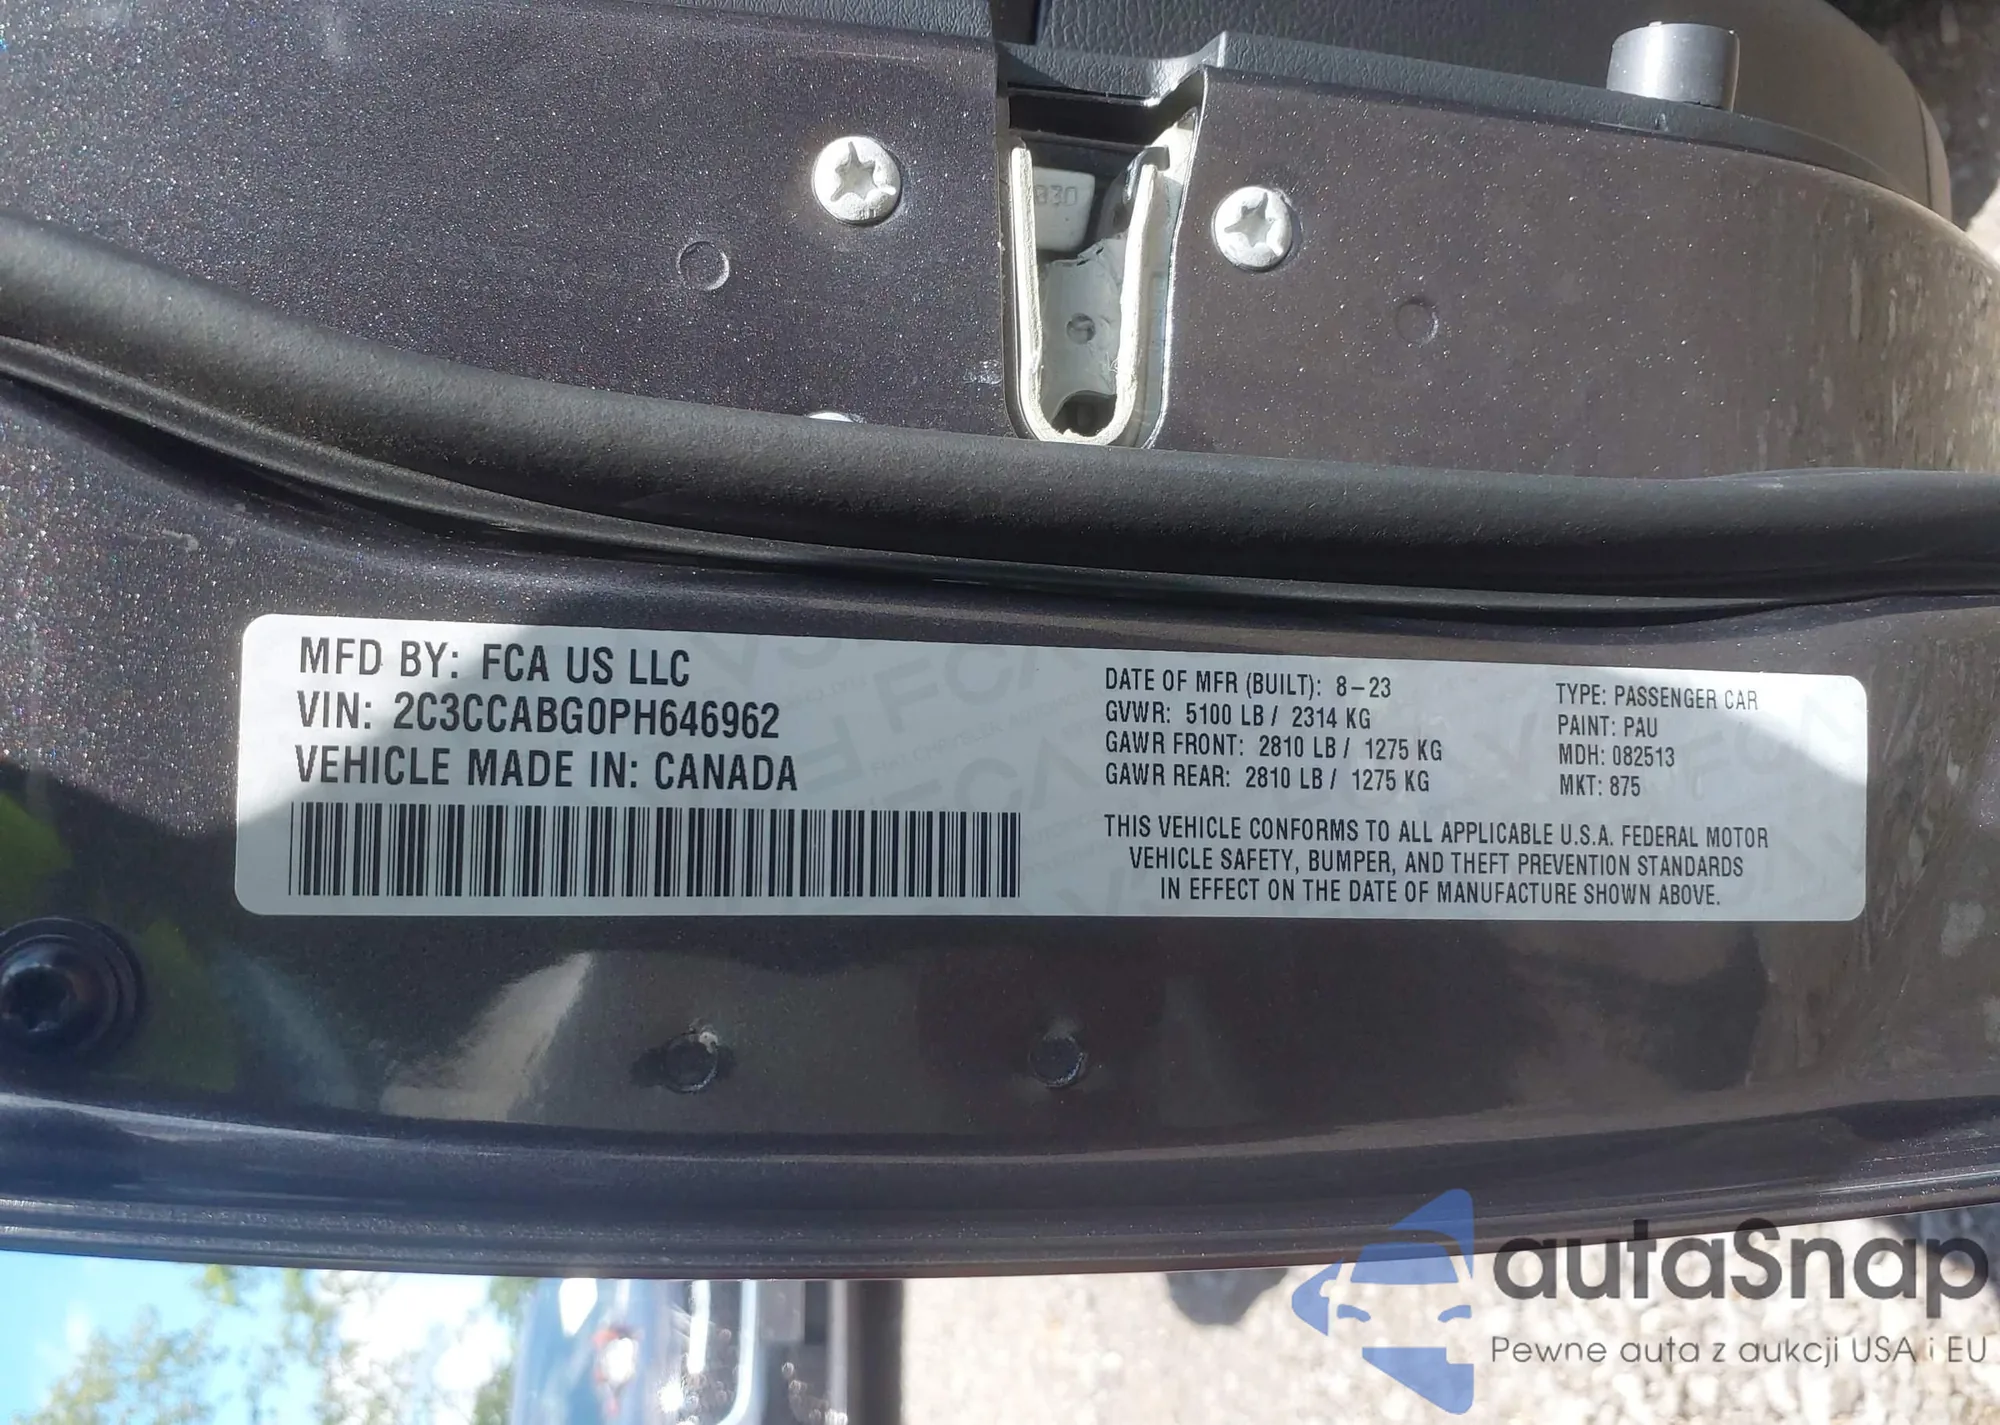 830
MFD BY: FCA US LLC
VIN: 2C3CCABG0PH646962
VEHICLE MADE IN: CANADA
DATE OF MFR (BUILT): 8-23
GVWR: 5100 LB / 2314 KG
GAWR FRONT: 2810 LB / 1275 KG
GAWR REAR: 2810 LB / 1275 KG
TYPE: PASSENGER CAR
PAINT: PAU
MDH: 082513
MKT: 875
THIS VEHICLE CONFORMS TO ALL APPLICABLE U.S.A. FEDERAL MOTOR
VEHICLE SAFETY, BUMPER, AND THEFT PREVENTION STANDARDS
IN EFFECT ON THE DATE OF MANUFACTURE SHOWN ABOVE.
autaSnap
Pewne auta z aukcji USA i EU